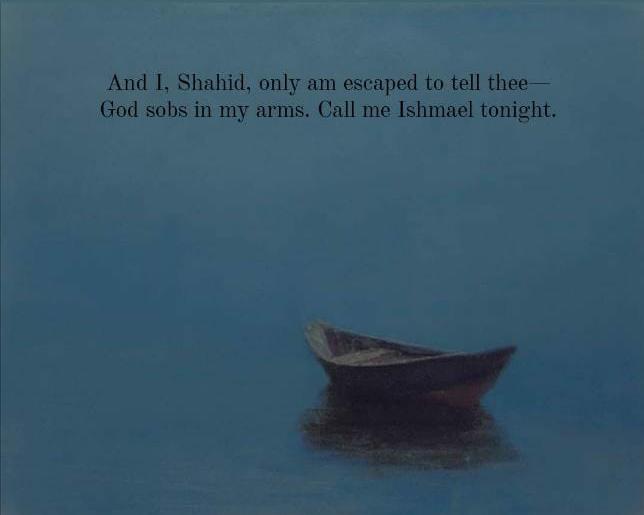 And I, Shahid, only am escaped to tell thee—
God sobs in my arms. Call me Ishmael tonight.